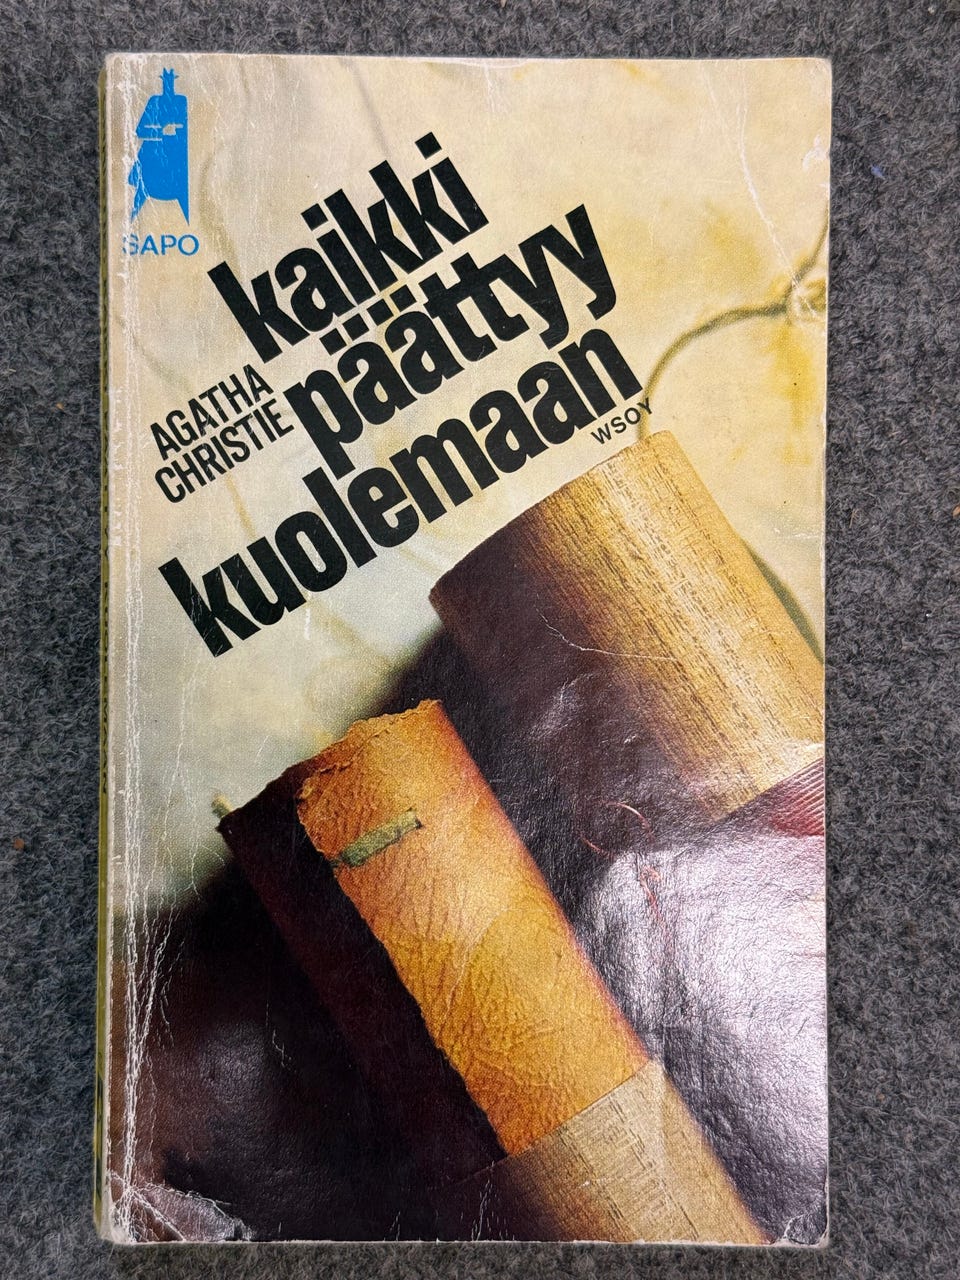 SAPO
kaikki
päättyy
kuolemaan
AGATHA
CHRISTIE
WSOY